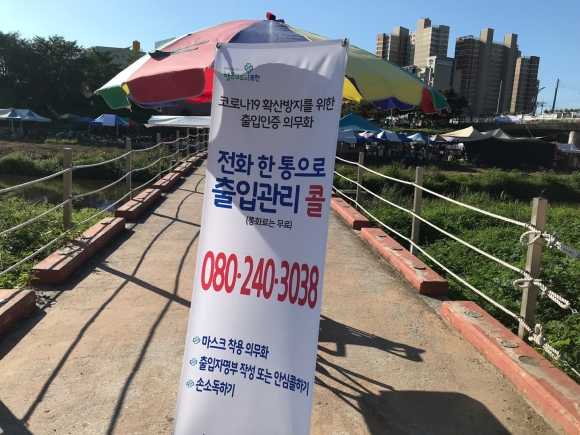 코로나19 확산방지를 위한
출입인증 의무화
전화 한 통으로
출입관리 콜
(통화료는 무료)
080·240·3038
마스크 착용 의무화
출입자명부 작성 또는 안심콜하기
손소독하기